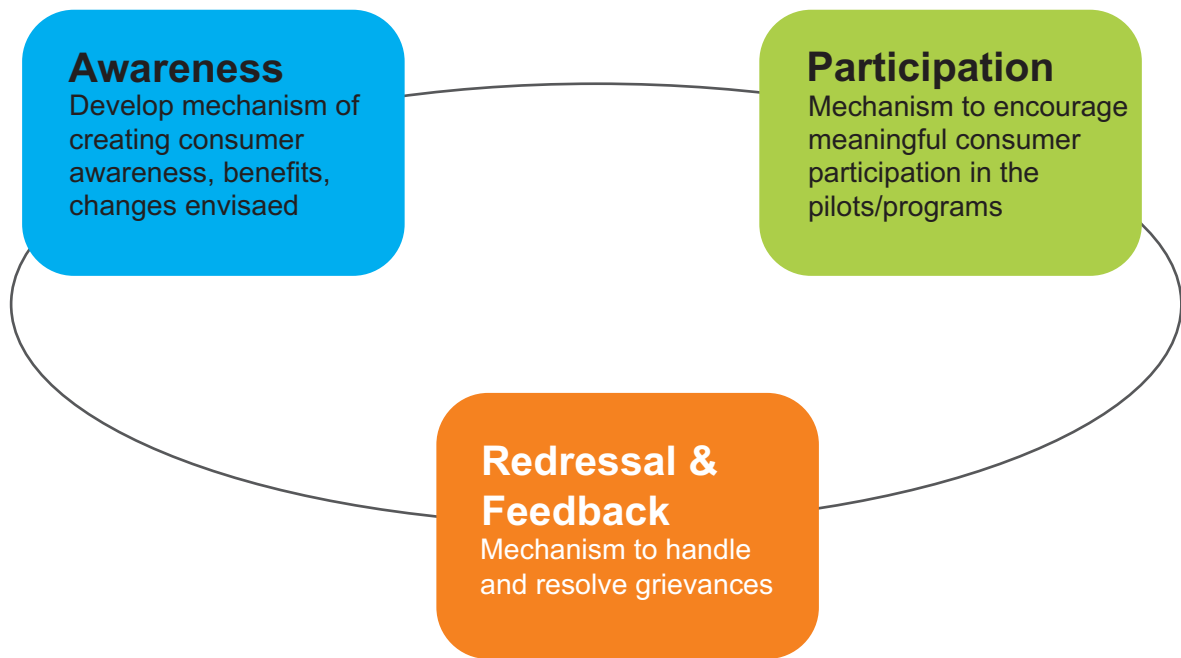 Awareness
Develop mechanism of
creating consumer
awareness, benefits,
changes envisaed
Participation
Mechanism to encourage
meaningful consumer
participation in the
pilots/programs
Redressal &
Feedback
Mechanism to handle
and resolve grievances